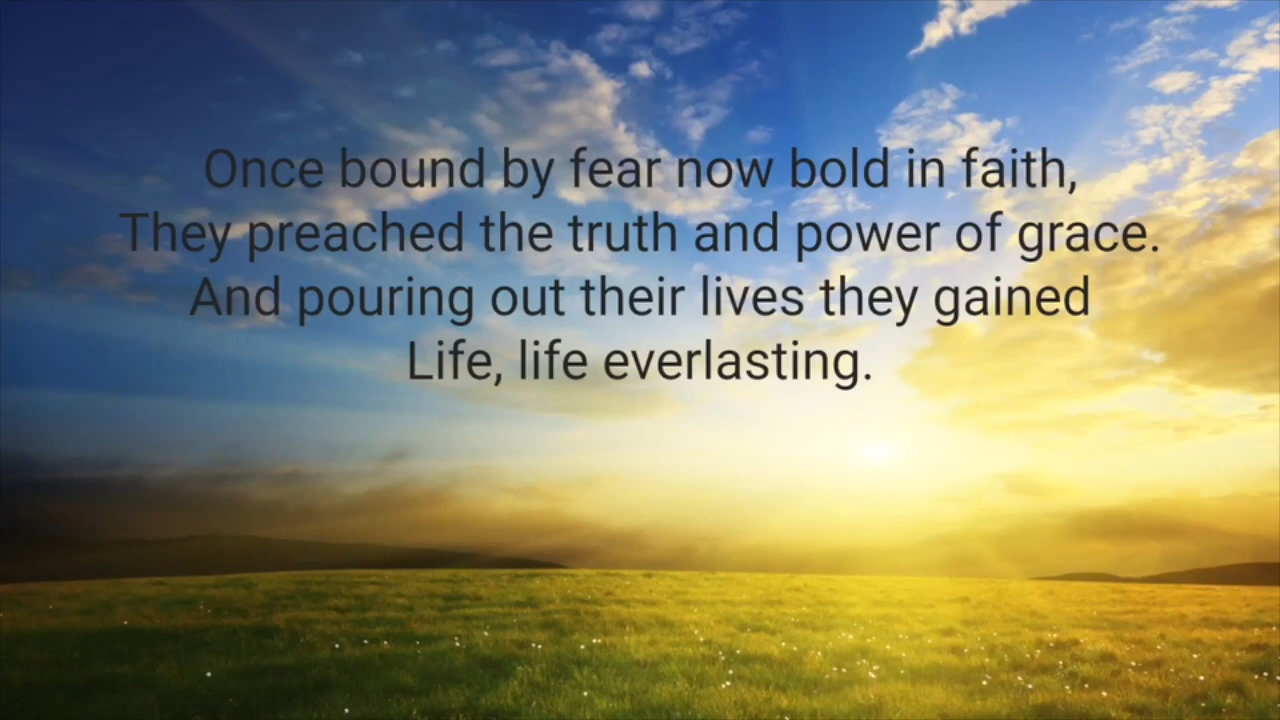 Once bound by fear now bold in faith,
They preached the truth and power of grace.
And pouring out their lives they gained
Life, life everlasting.